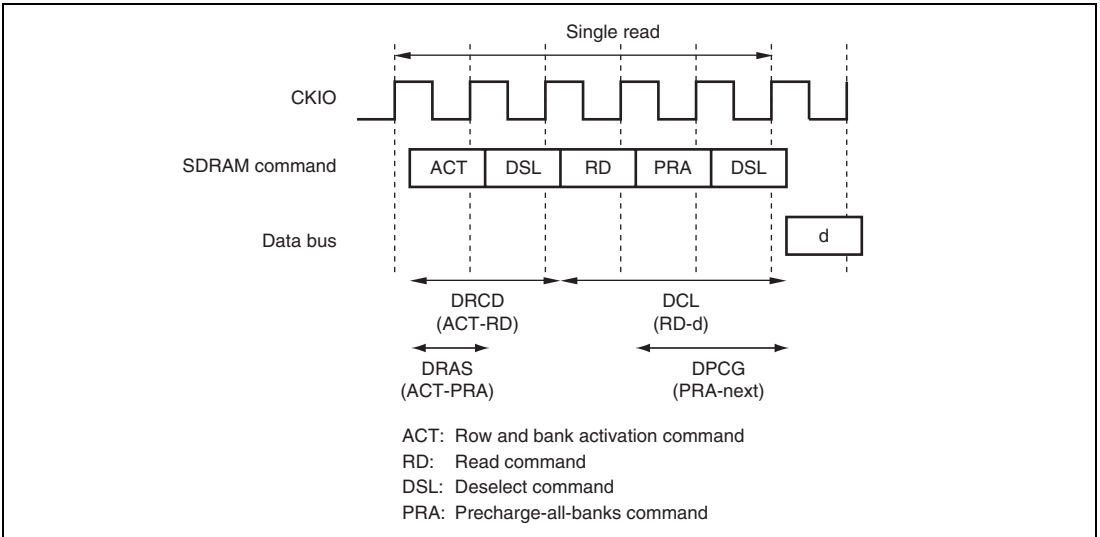 Single read
CKIO
SDRAM command
ACT DSL RD PRA DSL
Data bus
d
DRCD DCL
(ACT-RD) (RD-d)
DRAS DPCG
(ACT-PRA) (PRA-next)
ACT: Row and bank activation command
RD: Read command
DSL: Deselect command
PRA: Precharge-all-banks command